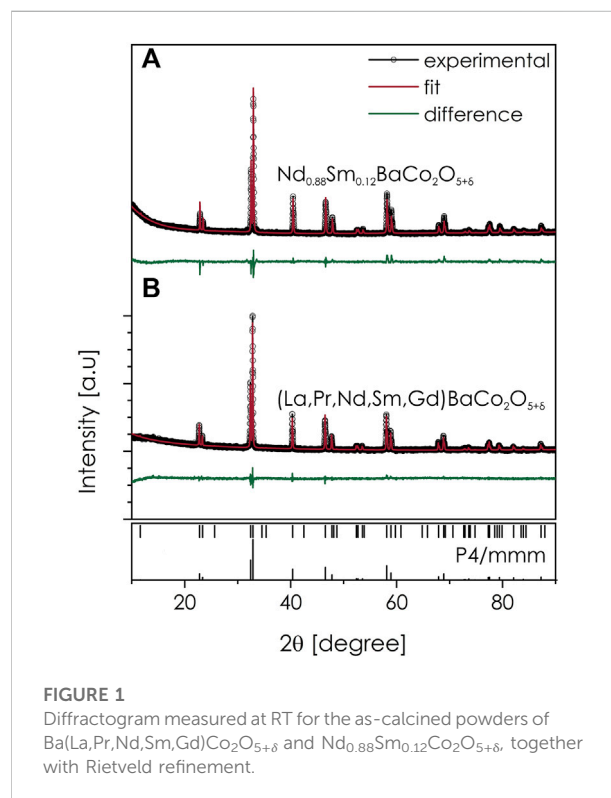 A
experimental
fit
difference
Nd₀.₈₈Sm₀.₁₂BaCo₂O₅₊δ
B
(La,Pr,Nd,Sm,Gd)BaCo₂O₅₊δ
Intensity [a.u]
P4/mmm
20 40 60 80
2θ [degree]
FIGURE 1
Diffractogram measured at RT for the as-calcined powders of
Ba(La,Pr,Nd,Sm,Gd)Co₂O₅₊δ and Nd₀.₈₈Sm₀.₁₂Co₂O₅₊δ, together
with Rietveld refinement.